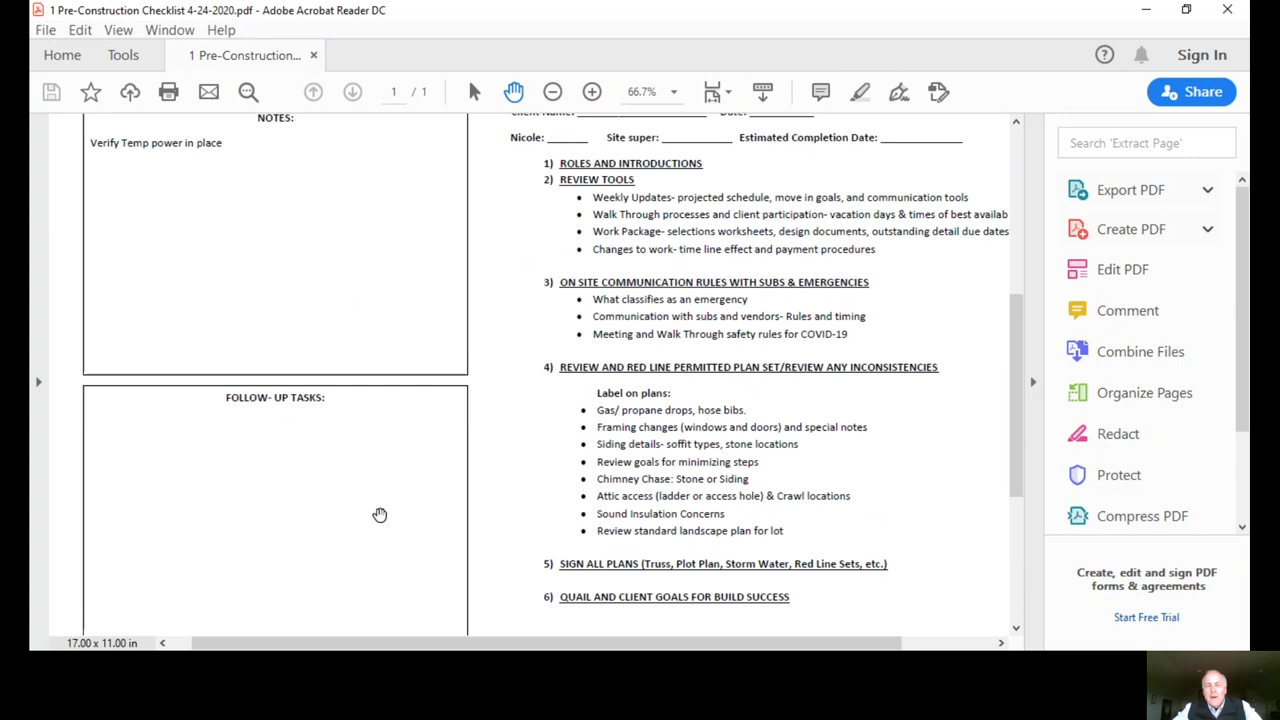 1 Pre-Construction Checklist 4-24-2020.pdf - Adobe Acrobat Reader DC
File Edit View Window Help
Home Tools 1 Pre-Construction... × Sign In
1 / 1 66.7% Share
NOTES:
Verify Temp power in place
FOLLOW- UP TASKS:
Client Name: Date:
Nicole: ______ Site super: __________ Estimated Completion Date: ____________
1) ROLES AND INTRODUCTIONS
2) REVIEW TOOLS
• Weekly Updates- projected schedule, move in goals, and communication tools
• Walk Through processes and client participation- vacation days & times of best availab
• Work Package- selections worksheets, design documents, outstanding detail due dates
• Changes to work- time line effect and payment procedures
3) ON SITE COMMUNICATION RULES WITH SUBS & EMERGENCIES
• What classifies as an emergency
• Communication with subs and vendors- Rules and timing
• Meeting and Walk Through safety rules for COVID-19
4) REVIEW AND RED LINE PERMITTED PLAN SET/REVIEW ANY INCONSISTENCIES
Label on plans:
• Gas/ propane drops, hose bibs.
• Framing changes (windows and doors) and special notes
• Siding details- soffit types, stone locations
• Review goals for minimizing steps
• Chimney Chase: Stone or Siding
• Attic access (ladder or access hole) & Crawl locations
• Sound Insulation Concerns
• Review standard landscape plan for lot
5) SIGN ALL PLANS (Truss, Plot Plan, Storm Water, Red Line Sets, etc.)
6) QUAIL AND CLIENT GOALS FOR BUILD SUCCESS
17.00 x 11.00 in
Search 'Extract Page'
Export PDF
Create PDF
Edit PDF
Comment
Combine Files
Organize Pages
Redact
Protect
Compress PDF
Create, edit and sign PDF
forms & agreements
Start Free Trial